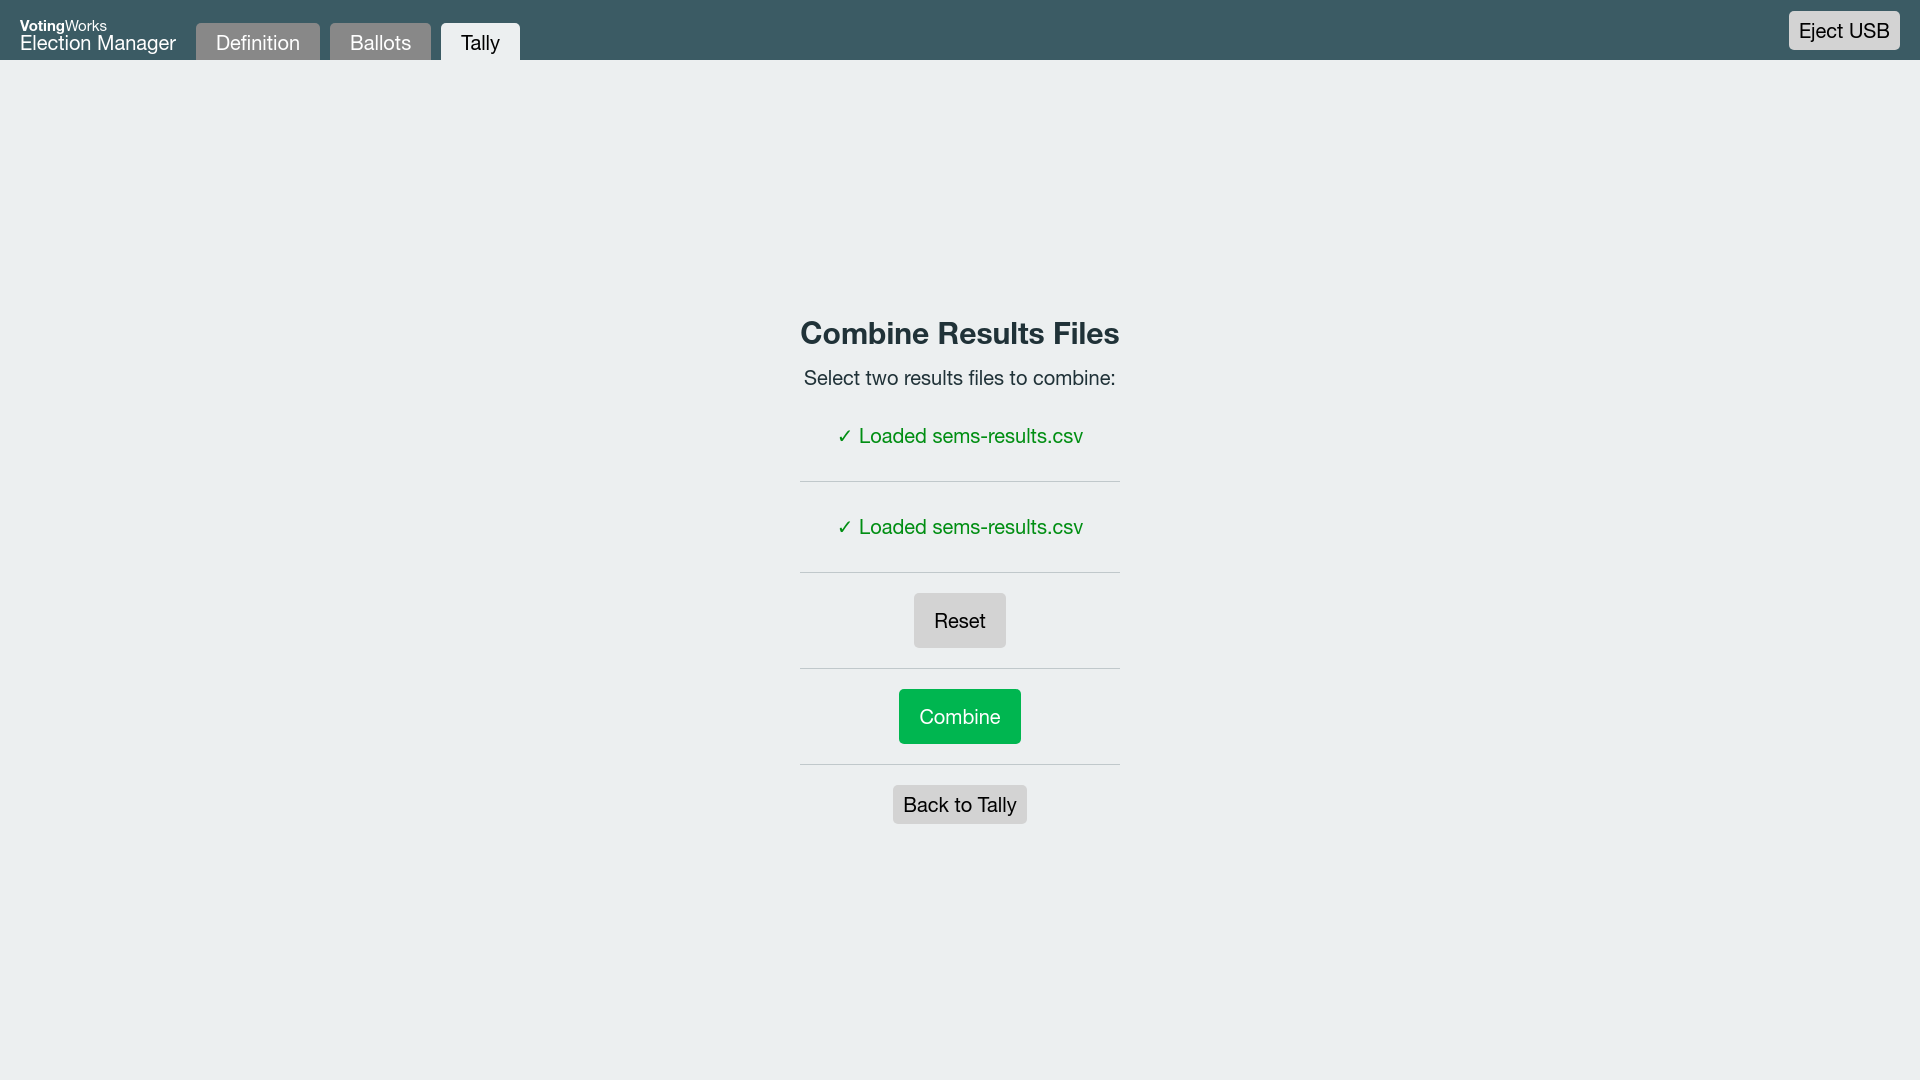 VotingWorks
Election Manager
Definition
Ballots
Tally
Eject USB
Combine Results Files
Select two results files to combine:
✓ Loaded sems-results.csv
✓ Loaded sems-results.csv
Reset
Combine
Back to Tally